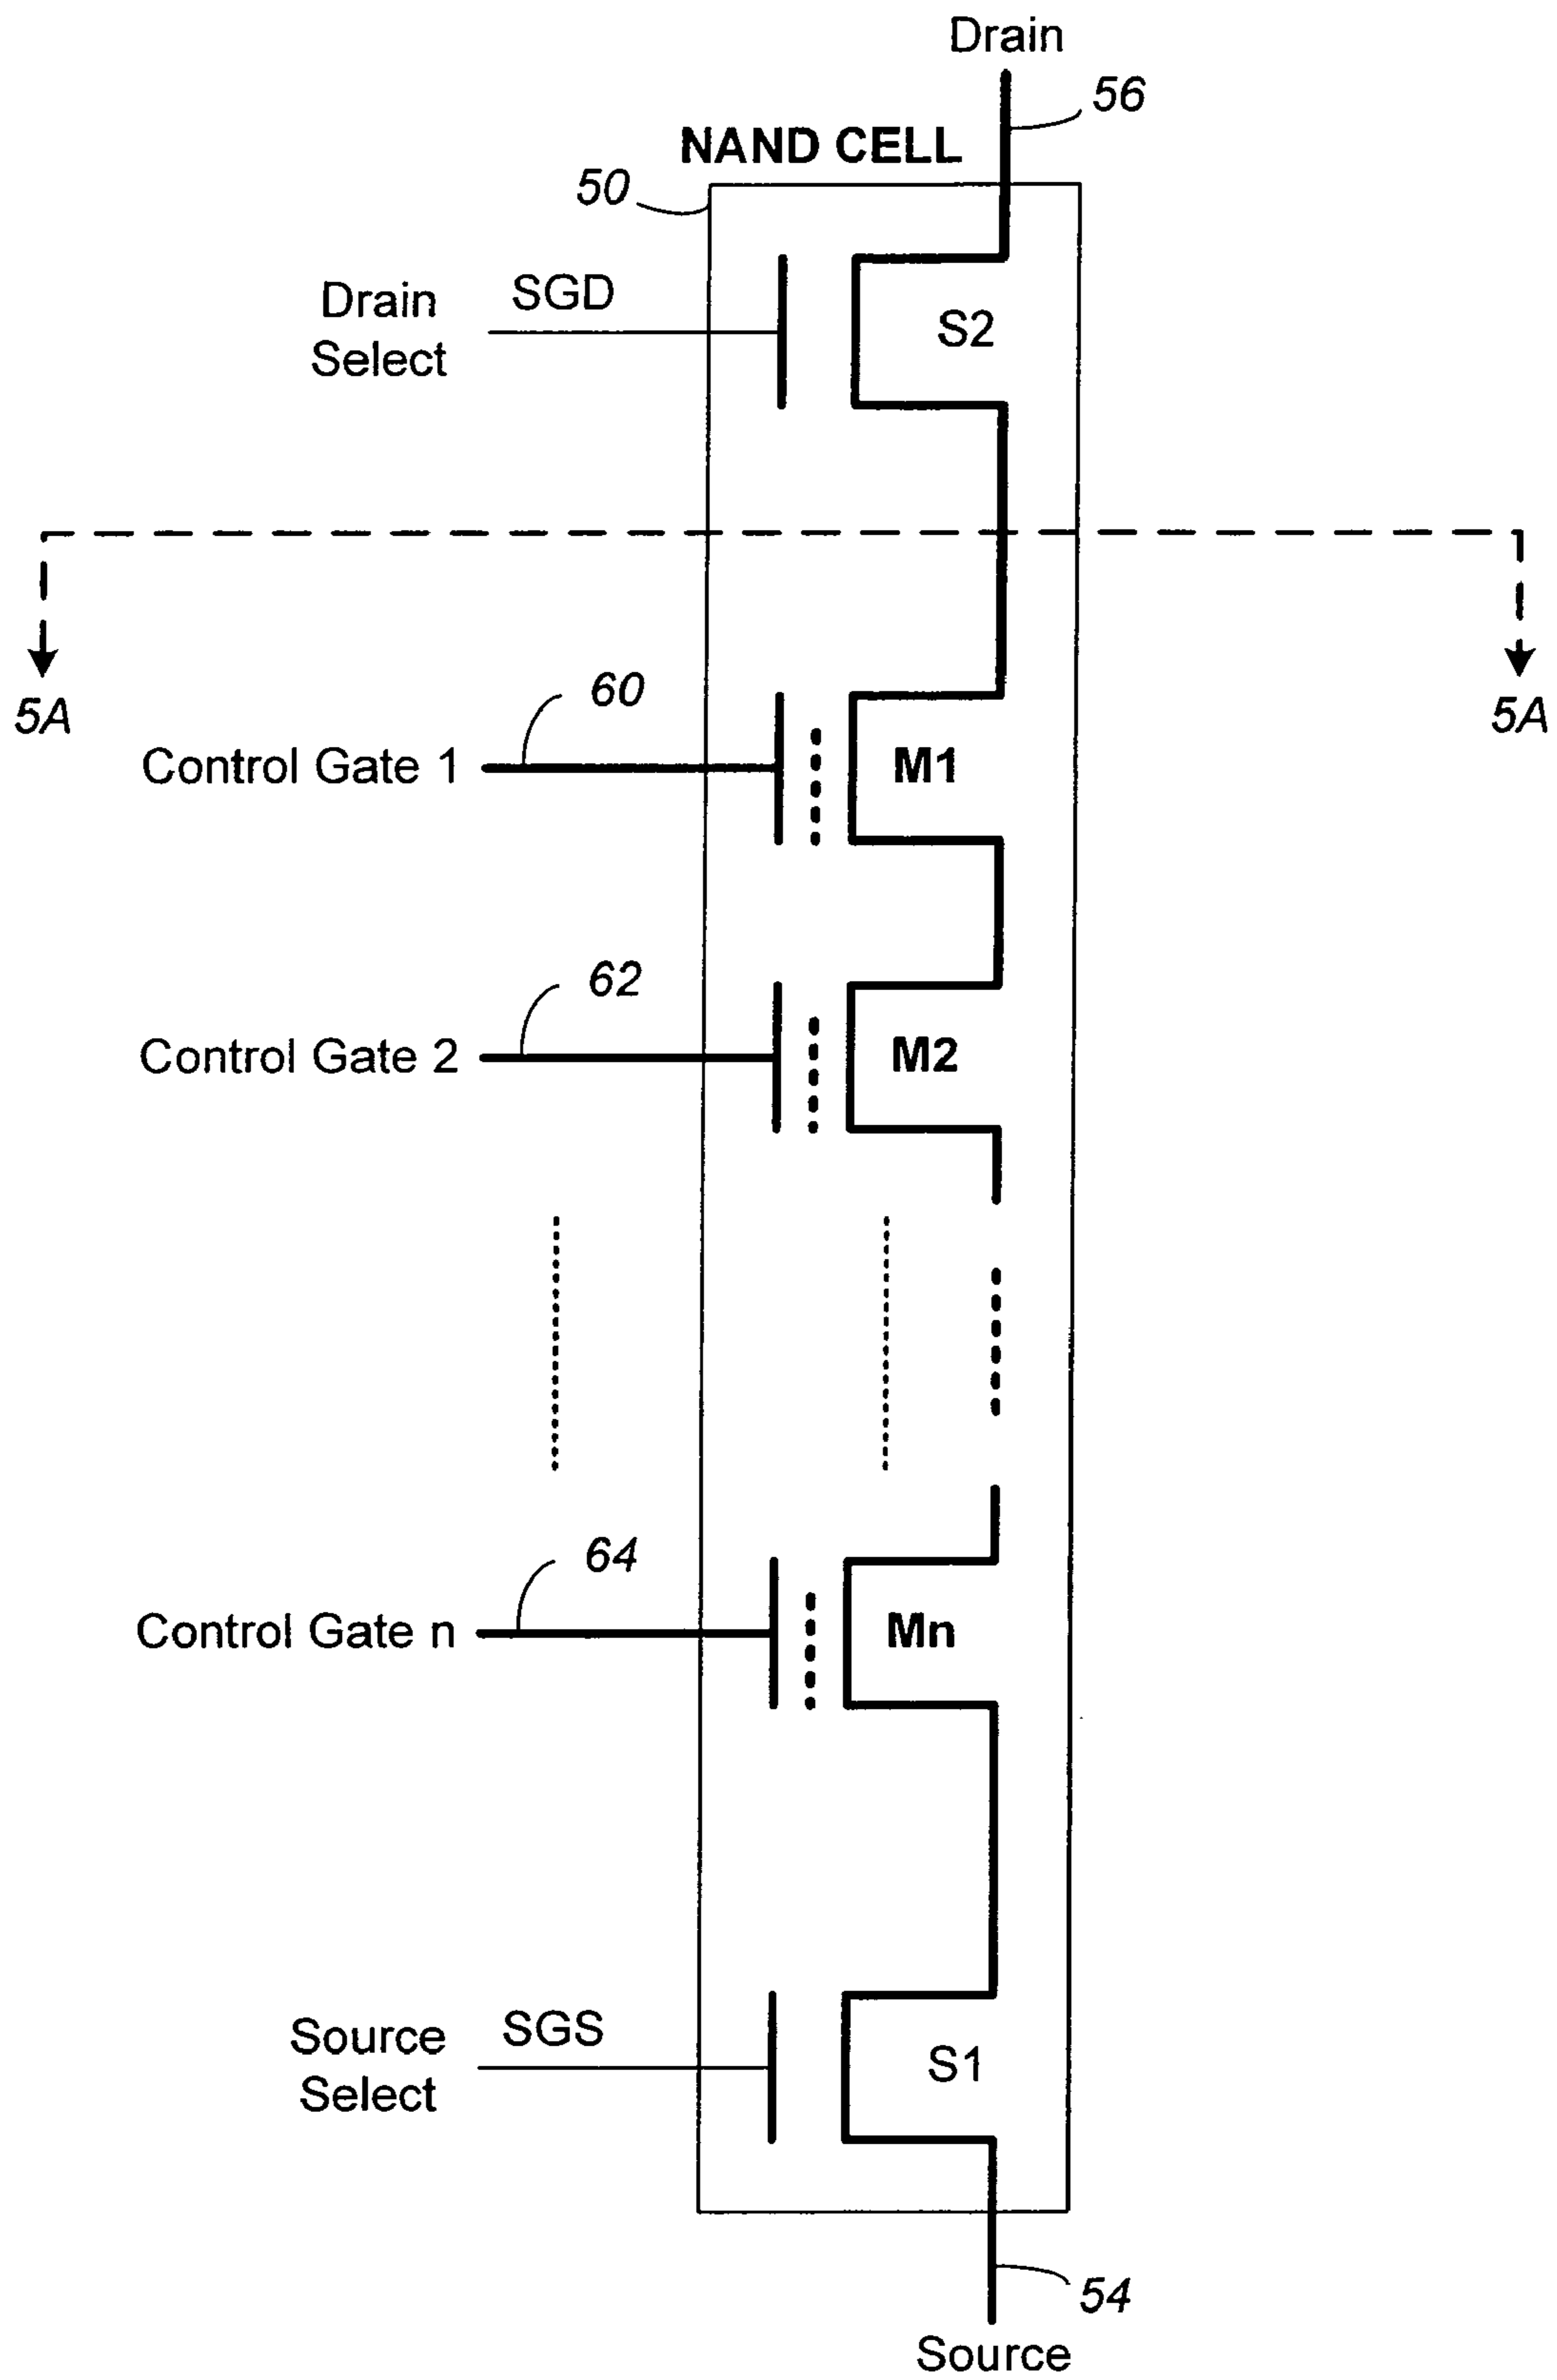 Drain
56
NAND CELL
50
SGD
Drain
Select
S2
5A
5A
60
Control Gate 1
M1
62
Control Gate 2
M2
64
Control Gate n
Mn
SGS
Source
Select
S1
54
Source